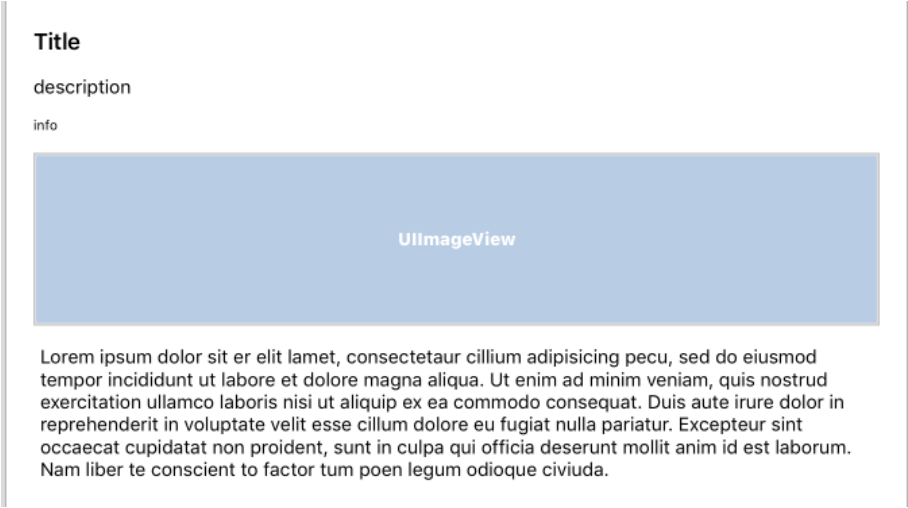 Title
description
info
UIImageView
Lorem ipsum dolor sit er elit lamet, consectetaur cillium adipisicing pecu, sed do eiusmod
tempor incididunt ut labore et dolore magna aliqua. Ut enim ad minim veniam, quis nostrud
exercitation ullamco laboris nisi ut aliquip ex ea commodo consequat. Duis aute irure dolor in
reprehenderit in voluptate velit esse cillum dolore eu fugiat nulla pariatur. Excepteur sint
occaecat cupidatat non proident, sunt in culpa qui officia deserunt mollit anim id est laborum.
Nam liber te conscient to factor tum poen legum odioque civiuda.